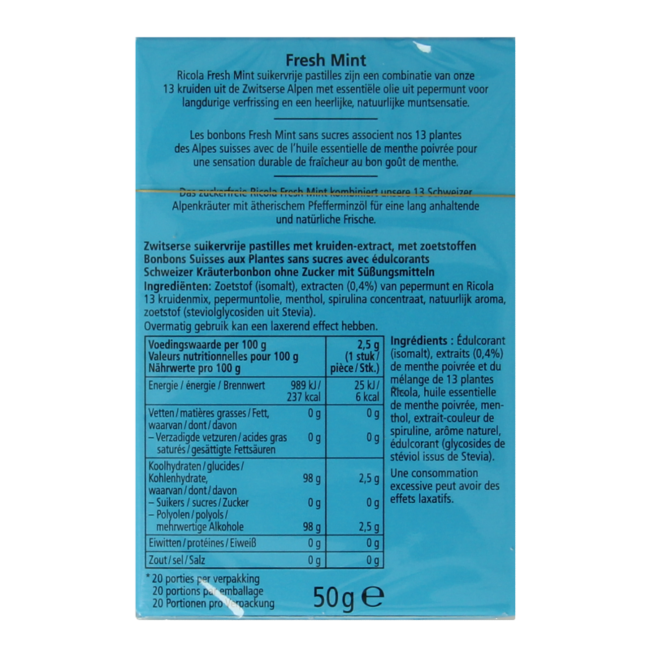 Fresh Mint
Ricola Fresh Mint suikervrije pastilles zijn een combinatie van onze
13 kruiden uit de Zwitserse Alpen met essentiële olie uit pepermunt voor
langdurige verfrissing en een heerlijke, natuurlijke muntsensatie.
Les bonbons Fresh Mint sans sucres associent nos 13 plantes
des Alpes suisses avec de l'huile essentielle de menthe poivrée pour
une sensation durable de fraîcheur au bon goût de menthe.
Das zuckerfreie Ricola Fresh Mint kombiniert unsere 13 Schweizer
Alpenkräuter mit ätherischem Pfefferminzöl für eine lang anhaltende
und natürliche Frische.
Zwitserse suikervrije pastilles met kruiden-extract, met zoetstoffen
Bonbons Suisses aux Plantes sans sucres avec édulcorants
Schweizer Kräuterbonbon ohne Zucker mit Süßungsmitteln
Ingrediënten: Zoetstof (isomalt), extracten (0,4%) van pepermunt en Ricola
13 kruidenmix, pepermuntolie, menthol, spirulina concentraat, natuurlijk aroma,
zoetstof (steviolglycosiden uit Stevia).
Overmatig gebruik kan een laxerend effect hebben.
Voedingswaarde per 100 g
Valeurs nutritionnelles pour 100 g
Nährwerte pro 100 g
2,5 g
(1 stuk/
pièce/Stk.)
Energie / énergie / Brennwert 989 kJ/ 25 kJ/
237 kcal 6 kcal
Vetten/matières grasses/Fett, 0 g 0 g
waarvan/dont/davon
– Verzadigde vetzuren/acides gras 0 g 0 g
saturés/gesättigte Fettsäuren
Koolhydraten/glucides/
Kohlenhydrate, 98 g 2,5 g
waarvan/dont/davon
– Suikers/sucres/Zucker 0 g 0 g
– Polyolen/polyols/
mehrwertige Alkohole 98 g 2,5 g
Eiwitten/protéines/Eiweiß 0 g 0 g
Zout/sel/Salz 0 g 0 g
Ingrédients : Édulcorant
(isomalt), extraits (0,4%)
de menthe poivrée et du
mélange de 13 plantes
Ricola, huile essentielle
de menthe poivrée, men-
thol, extrait-couleur de
spiruline, arôme naturel,
édulcorant (glycosides de
stéviol issus de Stevia).
Une consommation
excessive peut avoir des
effets laxatifs.
* 20 porties per verpakking
20 portions par emballage
20 Portionen pro Verpackung
50 g ℮